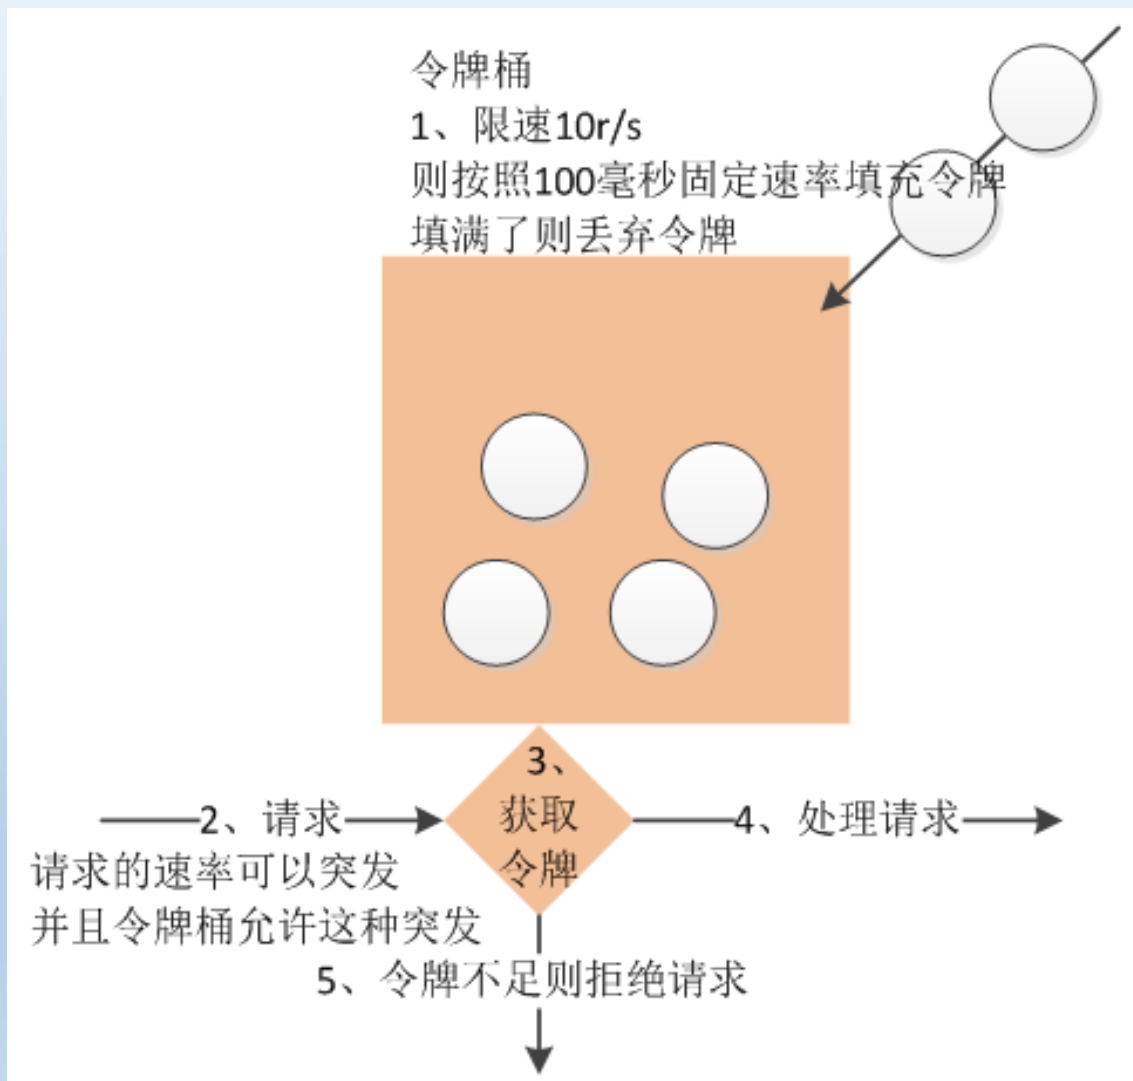 令牌桶
1、限速10r/s
则按照100毫秒固定速率填充令牌
填满了则丢弃令牌
3、
获取
令牌
2、请求
4、处理请求
请求的速率可以突发
并且令牌桶允许这种突发
5、令牌不足则拒绝请求